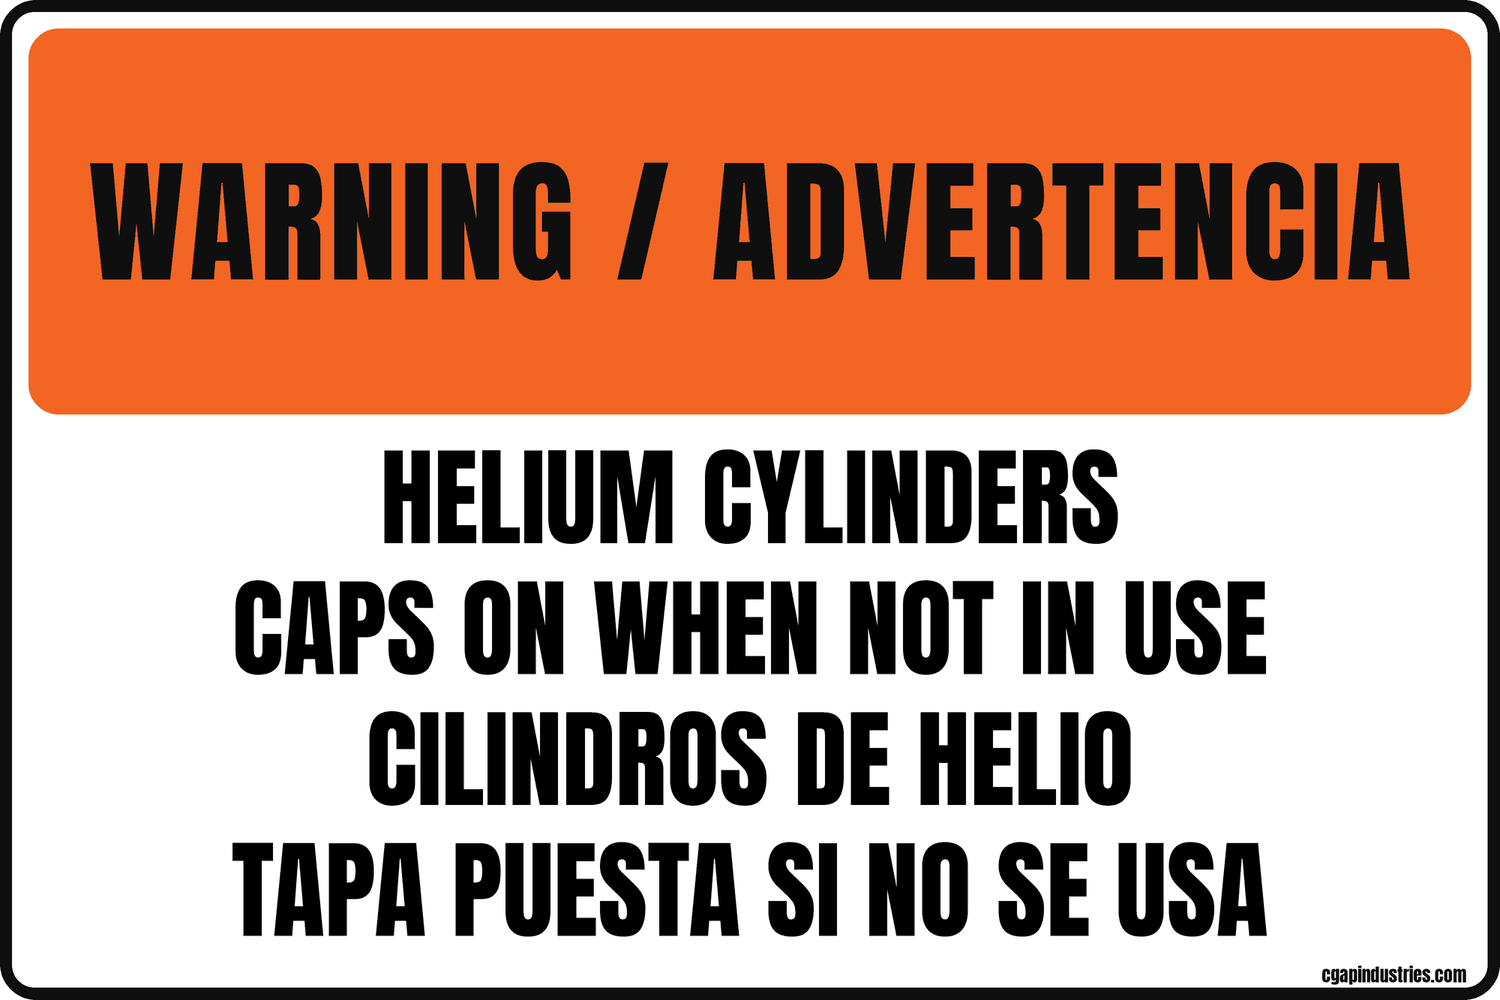 WARNING / ADVERTENCIA
HELIUM CYLINDERS
CAPS ON WHEN NOT IN USE
CILINDROS DE HELIO
TAPA PUESTA SI NO SE USA
cgapindustries.com